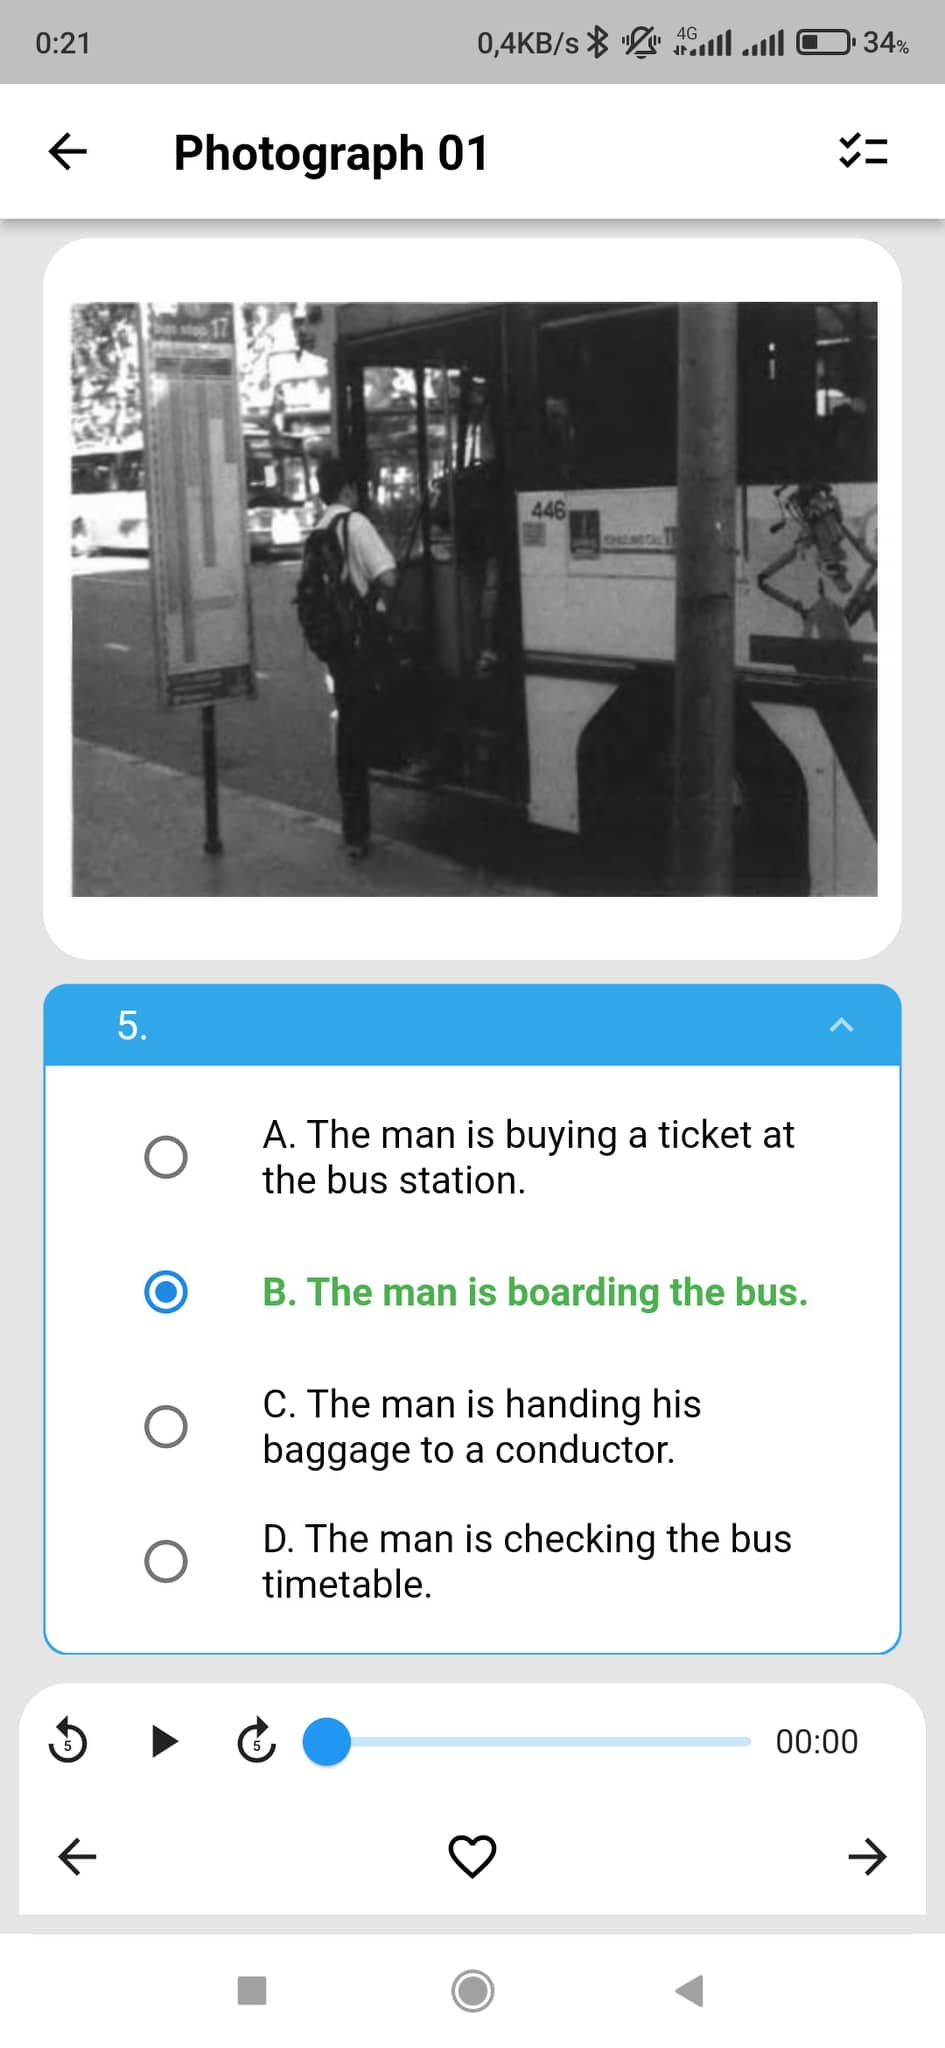 0:21
0,4KB/s
4G
34%
Photograph 01
bus stop 17
446
5.
A. The man is buying a ticket at
the bus station.
B. The man is boarding the bus.
C. The man is handing his
baggage to a conductor.
D. The man is checking the bus
timetable.
5
5
00:00